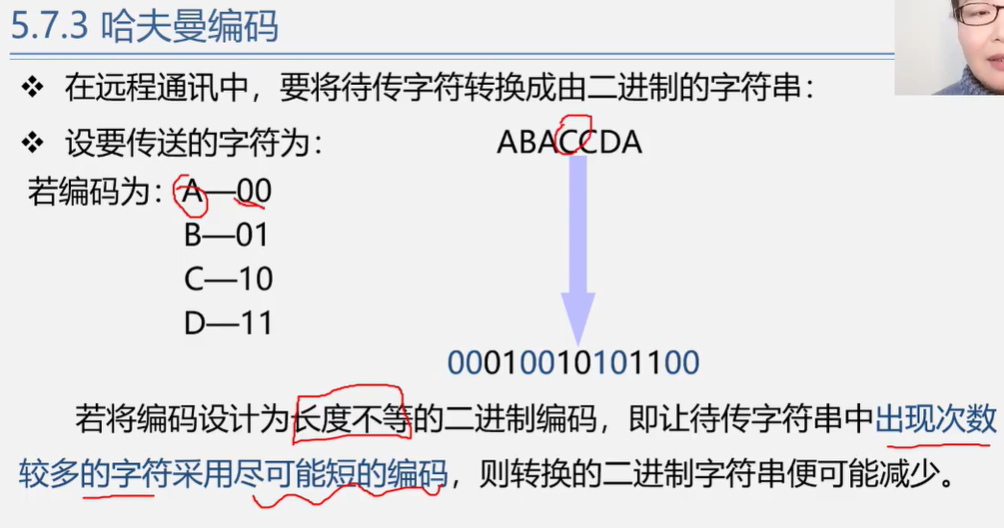 5.7.3 哈夫曼编码
❖ 在远程通讯中，要将待传字符转换成由二进制的字符串：
❖ 设要传送的字符为： ABACCDA
若编码为：A—00
B—01
C—10
D—11
00010010101100
若将编码设计为长度不等的二进制编码，即让待传字符串中出现次数
较多的字符采用尽可能短的编码，则转换的二进制字符串便可能减少。